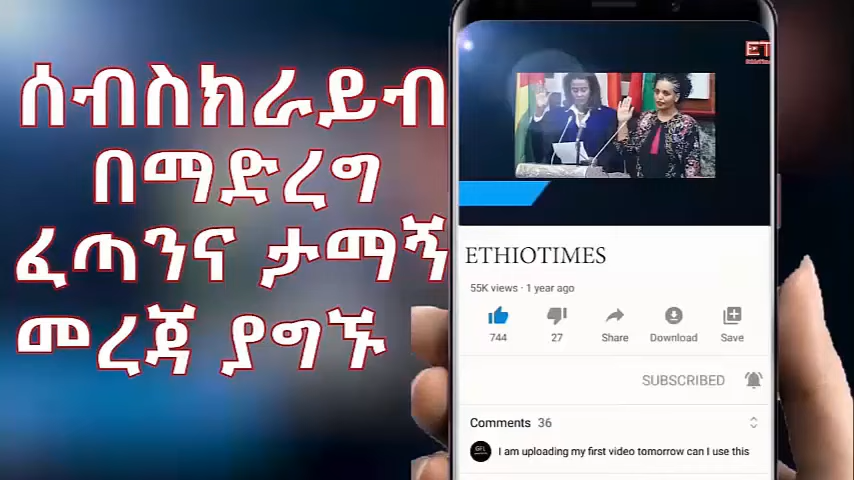 ሰብስክራይብ
በማድረግ
ፈጣንና ታማኝ
መረጃ ያግኙ
ET
ETHIOTIMES
55K views · 1 year ago
744
27
Share
Download
Save
SUBSCRIBED
Comments 36
I am uploading my first video tomorrow can I use this